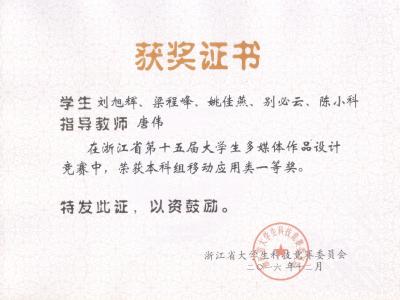 获奖证书
学生 刘旭辉、梁程峰、姚佳燕、别必云、陈小科
指导教师 唐伟
在浙江省第十五届大学生多媒体作品设计
竞赛中，荣获本科组移动应用类一等奖。
特发此证，以资鼓励。
浙江省大学生科技竞赛委员会
二〇一六年十二月